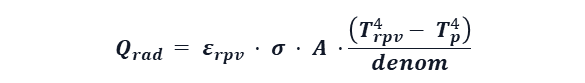 Q_rad = ε_rpv · σ · A · (T_rpv^4 − T_p^4) / denom